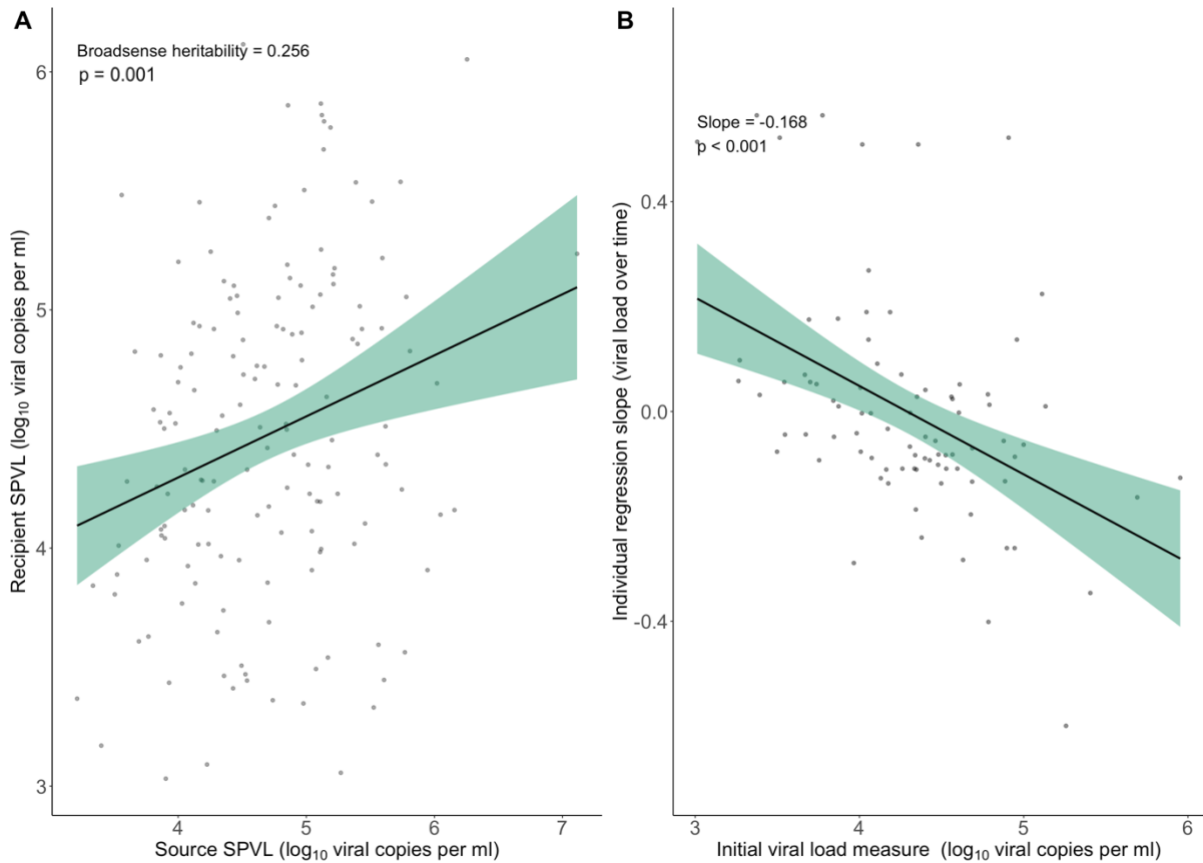 A
Broadsense heritability = 0.256
p = 0.001
Recipient SPVL (log₁₀ viral copies per ml)
6
5
4
3
4 5 6 7
Source SPVL (log₁₀ viral copies per ml)
B
Slope = -0.168
p < 0.001
Individual regression slope (viral load over time)
0.4
0.0
-0.4
3 4 5 6
Initial viral load measure (log₁₀ viral copies per ml)